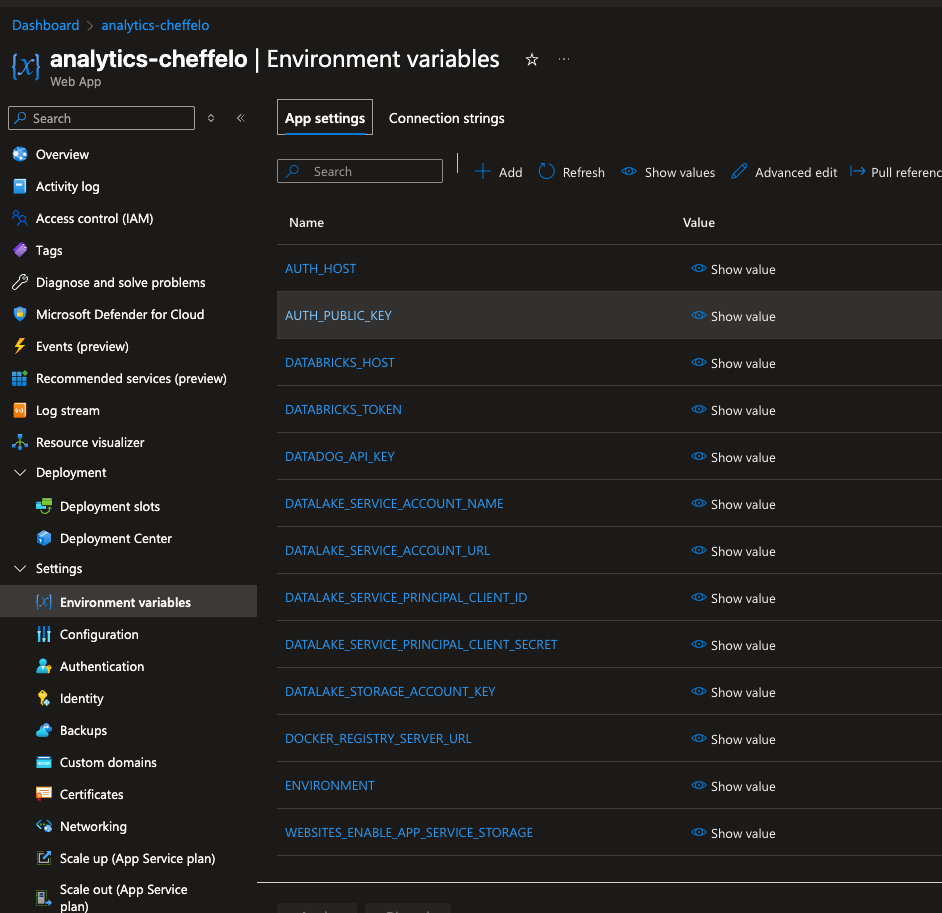 Dashboard > analytics-cheffelo
analytics-cheffelo | Environment variables
Web App
Search
Overview
Activity log
Access control (IAM)
Tags
Diagnose and solve problems
Microsoft Defender for Cloud
Events (preview)
Recommended services (preview)
Log stream
Resource visualizer
Deployment
Deployment slots
Deployment Center
Settings
Environment variables
Configuration
Authentication
Identity
Backups
Custom domains
Certificates
Networking
Scale up (App Service plan)
Scale out (App Service
plan)
App settings Connection strings
Search Add Refresh Show values Advanced edit Pull referenc
Name Value
AUTH_HOST Show value
AUTH_PUBLIC_KEY Show value
DATABRICKS_HOST Show value
DATABRICKS_TOKEN Show value
DATADOG_API_KEY Show value
DATALAKE_SERVICE_ACCOUNT_NAME Show value
DATALAKE_SERVICE_ACCOUNT_URL Show value
DATALAKE_SERVICE_PRINCIPAL_CLIENT_ID Show value
DATALAKE_SERVICE_PRINCIPAL_CLIENT_SECRET Show value
DATALAKE_STORAGE_ACCOUNT_KEY Show value
DOCKER_REGISTRY_SERVER_URL Show value
ENVIRONMENT Show value
WEBSITES_ENABLE_APP_SERVICE_STORAGE Show value